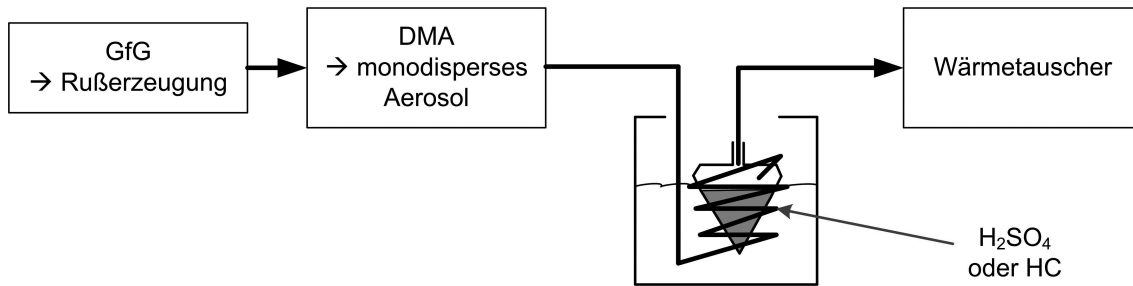 GfG
→ Rußerzeugung
DMA
→ monodisperses
Aerosol
Wärmetauscher
H₂SO₄
oder HC